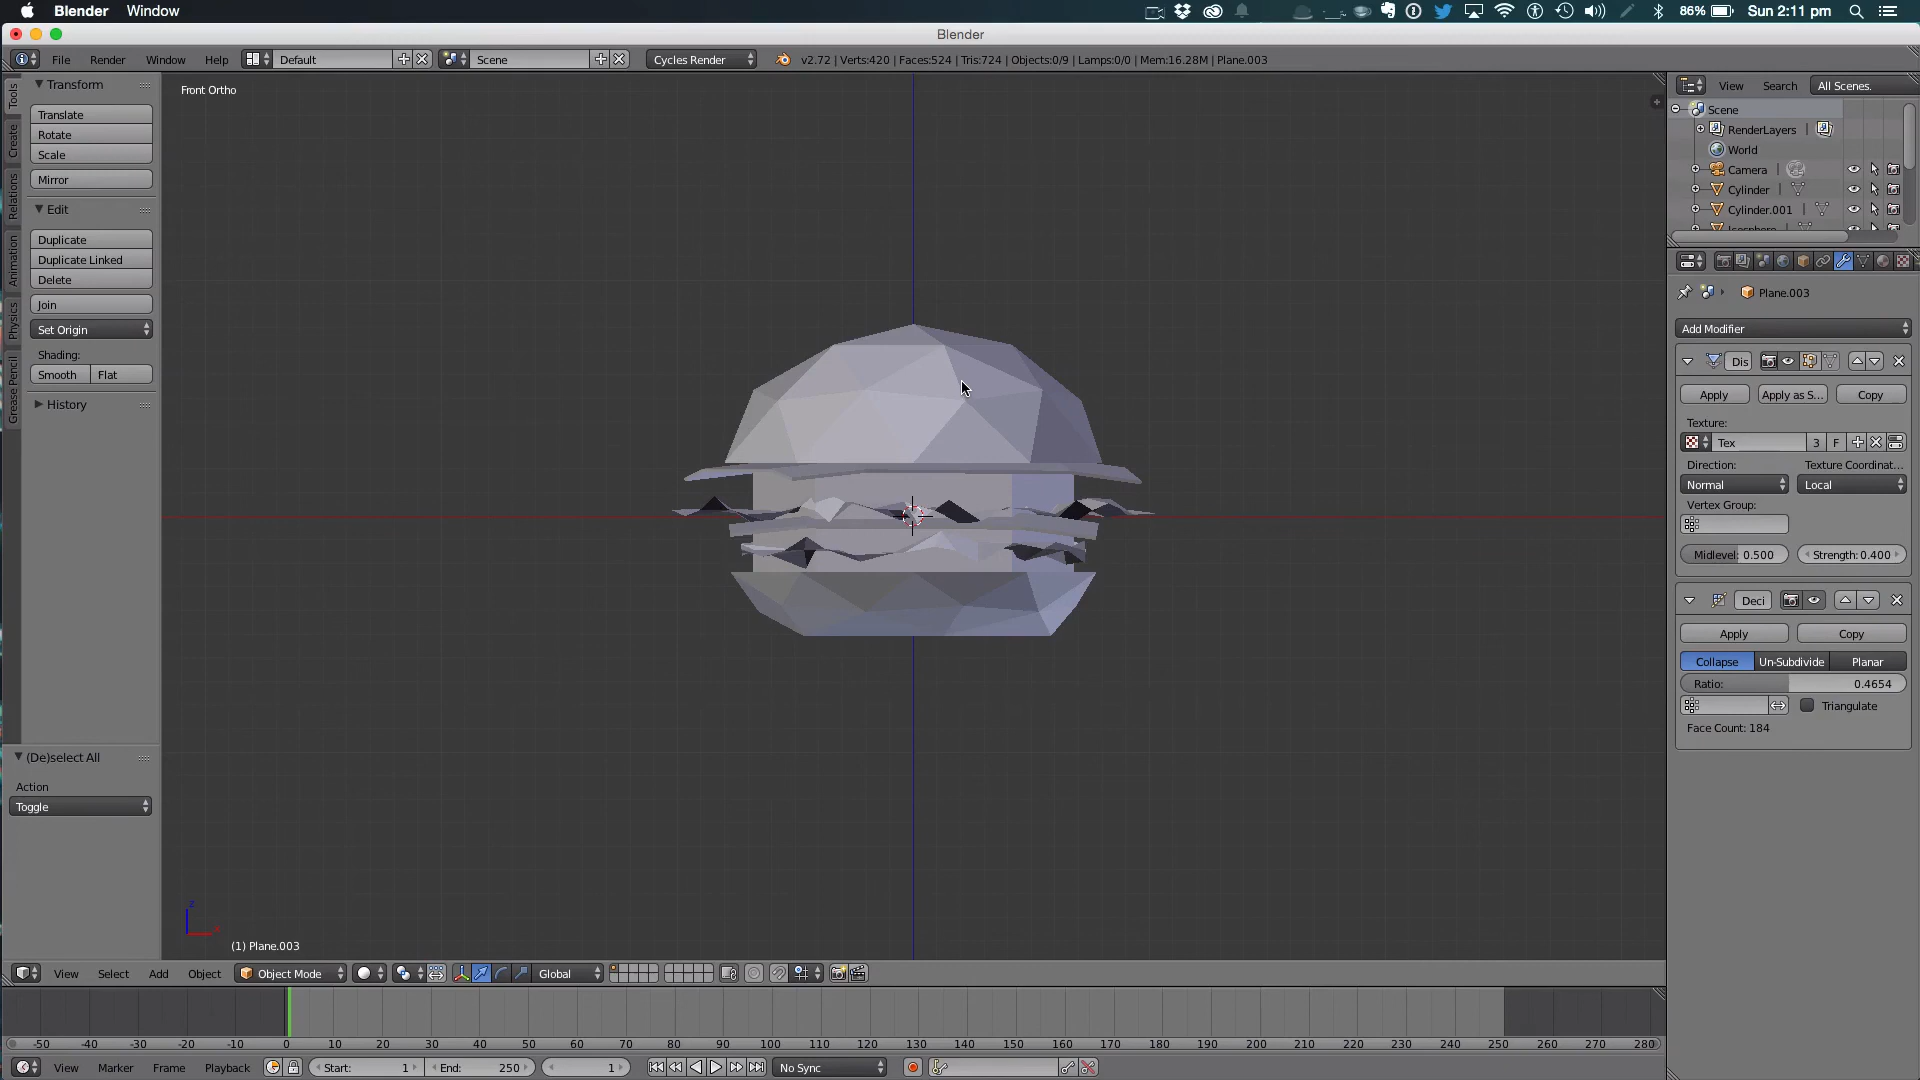 Blender Window 86% Sun 2:11 pm
Blender
File Render Window Help Default Scene Cycles Render v2.72 | Verts:420 | Faces:524 | Tris:724 | Objects:0/9 | Lamps:0/0 | Mem:16.28M | Plane.003
Tools
Create
Relations
Animation
Physics
Grease Pencil
Transform
Translate
Rotate
Scale
Mirror
Edit
Duplicate
Duplicate Linked
Delete
Join
Set Origin
Shading:
Smooth Flat
History
(De)select All
Action
Toggle
Front Ortho
z
x
(1) Plane.003
View Select Add Object Object Mode Global
View Search All Scenes.
Scene
RenderLayers |
World
Camera |
Cylinder |
Cylinder.001 |
Icosphere |
Plane.003
Add Modifier
Dis
Apply Apply as S... Copy
Texture:
Tex 3 F
Direction: Texture Coordinat...
Normal Local
Vertex Group:
Midlevel: 0.500 Strength: 0.400
Deci
Apply Copy
Collapse Un-Subdivide Planar
Ratio: 0.4654
Triangulate
Face Count: 184
-50 -40 -30 -20 -10 0 10 20 30 40 50 60 70 80 90 100 110 120 130 140 150 160 170 180 190 200 210 220 230 240 250 260 270 280
View Marker Frame Playback Start: 1 End: 250 1 No Sync